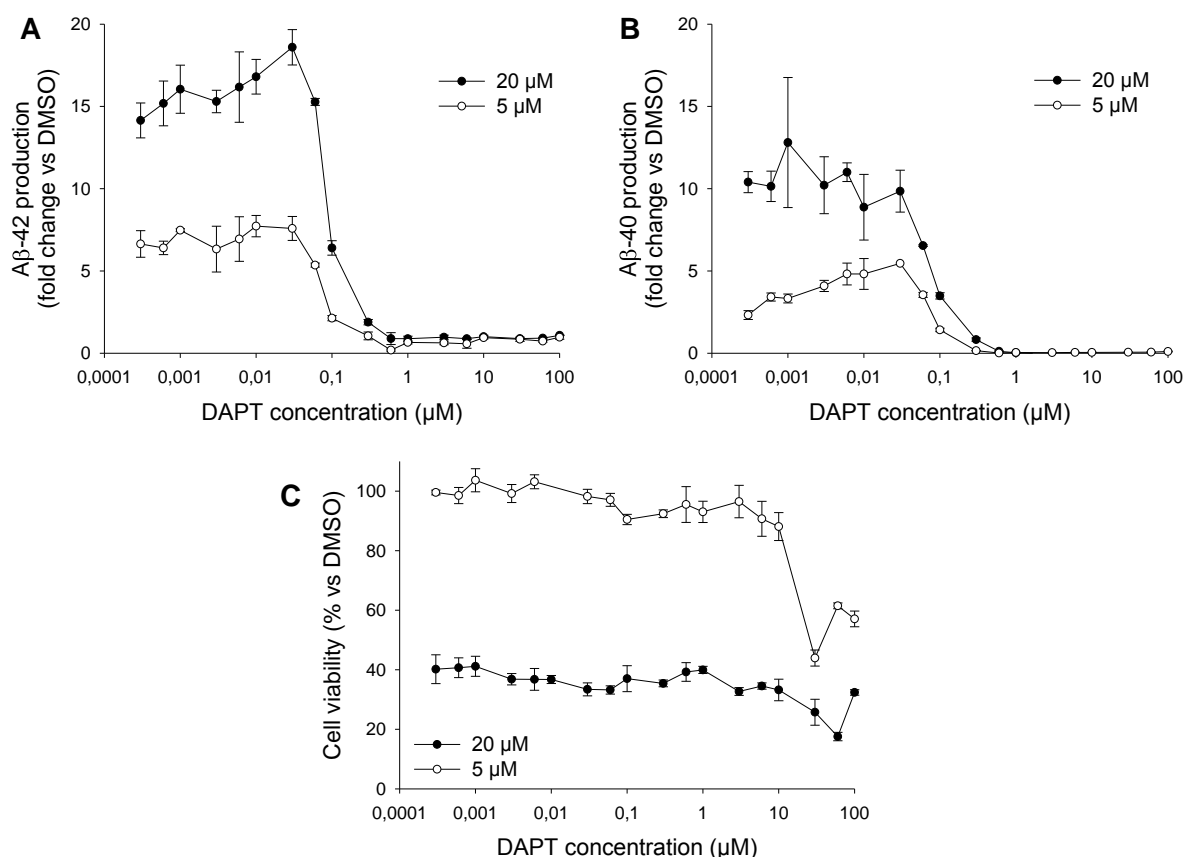 A
Aβ-42 production
(fold change vs DMSO)
20
15
10
5
0
20 µM
5 µM
0,0001 0,001 0,01 0,1 1 10 100
DAPT concentration (µM)
B
Aβ-40 production
(fold change vs DMSO)
20
15
10
5
0
20 µM
5 µM
0,0001 0,001 0,01 0,1 1 10 100
DAPT concentration (µM)
C
Cell viability (% vs DMSO)
100
80
60
40
20
0
20 µM
5 µM
0,0001 0,001 0,01 0,1 1 10 100
DAPT concentration (µM)